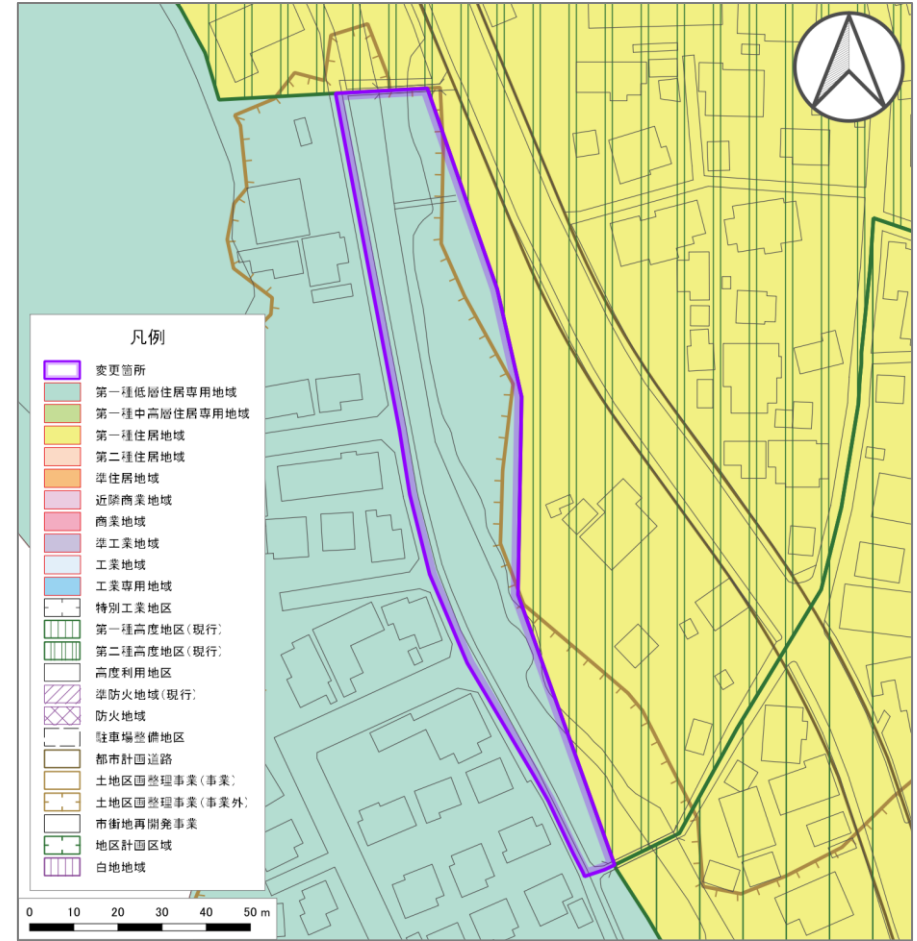 凡例
変更箇所
第一種低層住居専用地域
第一種中高層住居専用地域
第一種住居地域
第二種住居地域
準住居地域
近隣商業地域
商業地域
準工業地域
工業地域
工業専用地域
特別工業地区
第一種高度地区(現行)
第二種高度地区(現行)
高度利用地区
準防火地域(現行)
防火地域
駐車場整備地区
都市計画道路
土地区画整理事業(事業)
土地区画整理事業(事業外)
市街地再開発事業
地区計画区域
白地地域
0 10 20 30 40 50 m